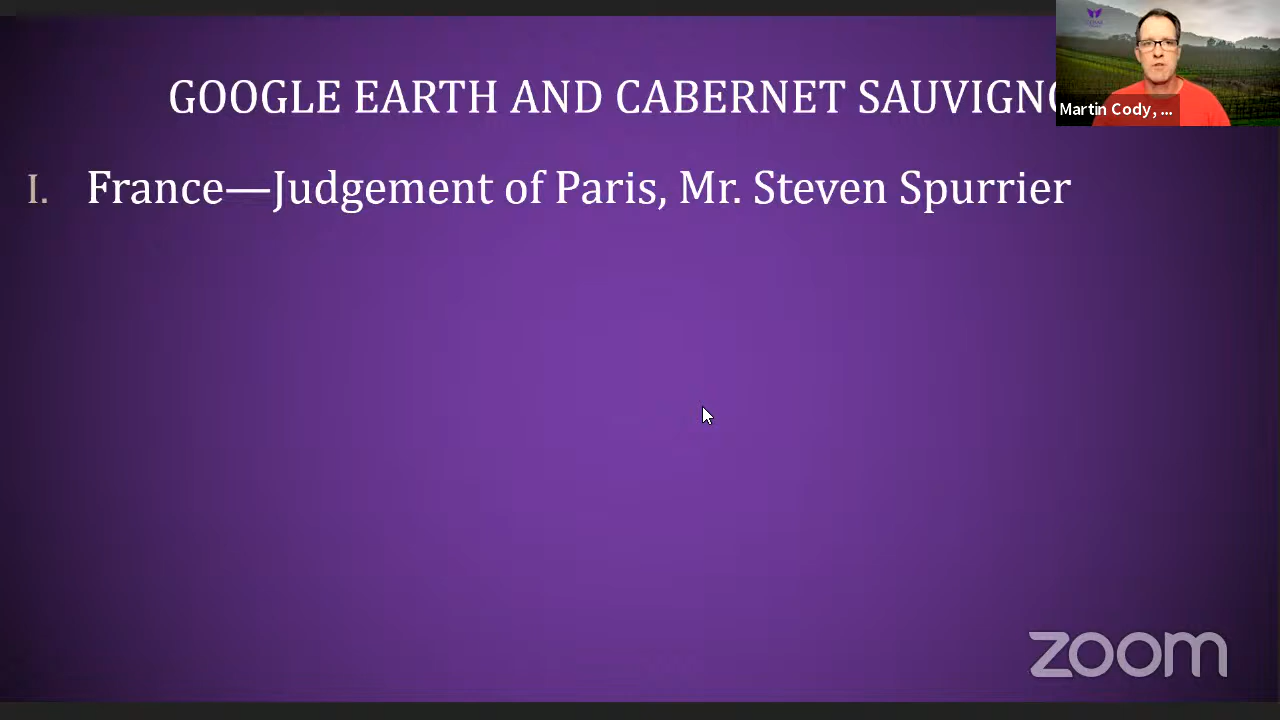 GOOGLE EARTH AND CABERNET SAUVIGNO
Martin Cody, ...
I. France—Judgement of Paris, Mr. Steven Spurrier
zoom